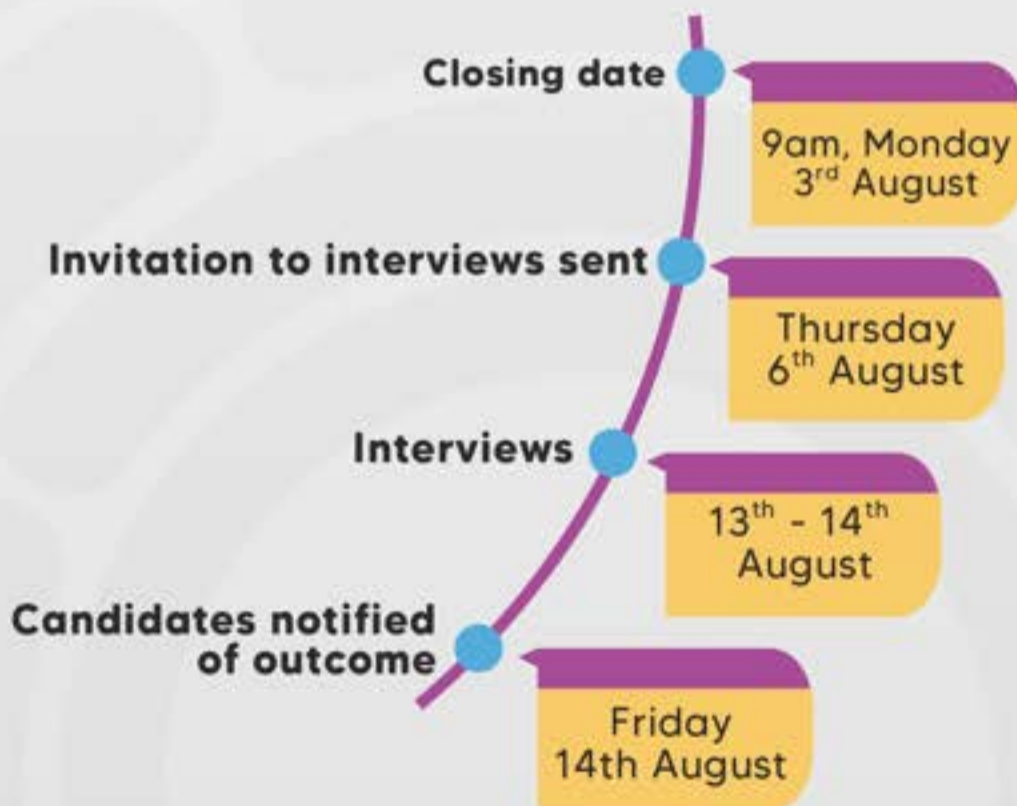 Closing date
9am, Monday
3rd August
Invitation to interviews sent
Thursday
6th August
Interviews
13th - 14th
August
Candidates notified
of outcome
Friday
14th August